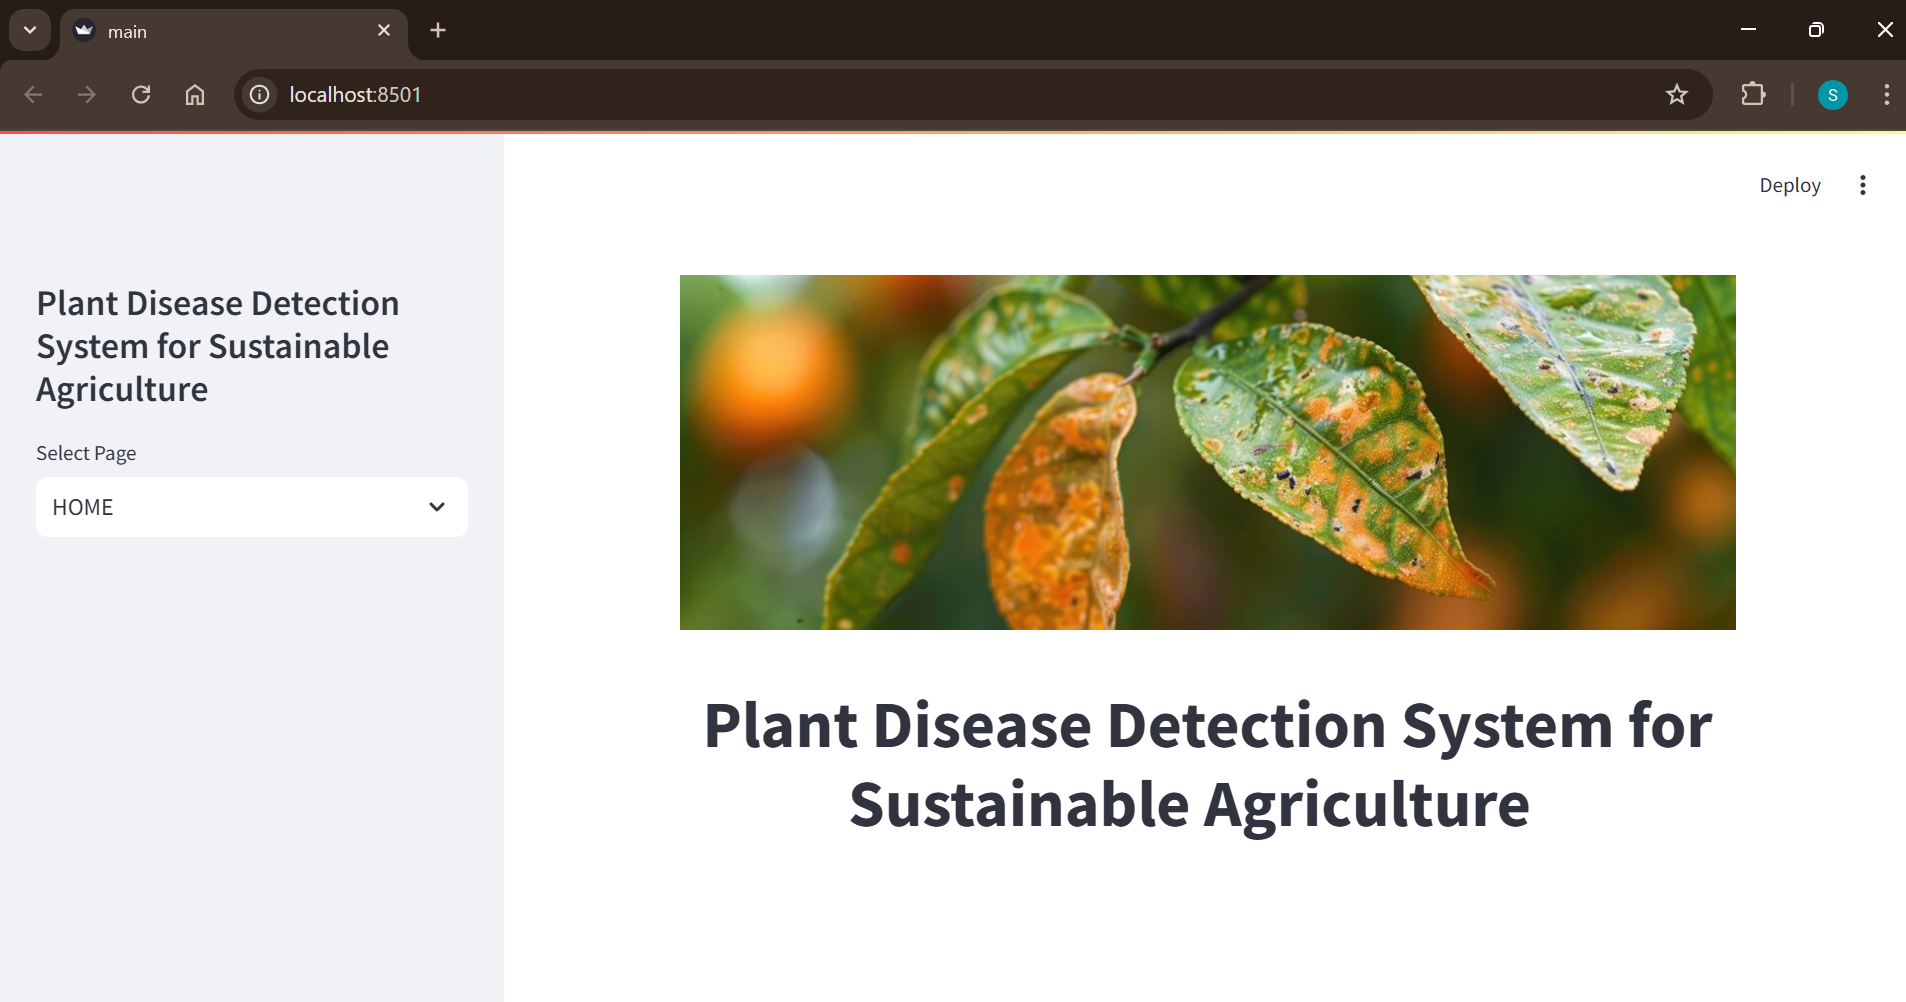 main
localhost:8501
S
Deploy
Plant Disease Detection
System for Sustainable
Agriculture
Select Page
HOME
Plant Disease Detection System for
Sustainable Agriculture